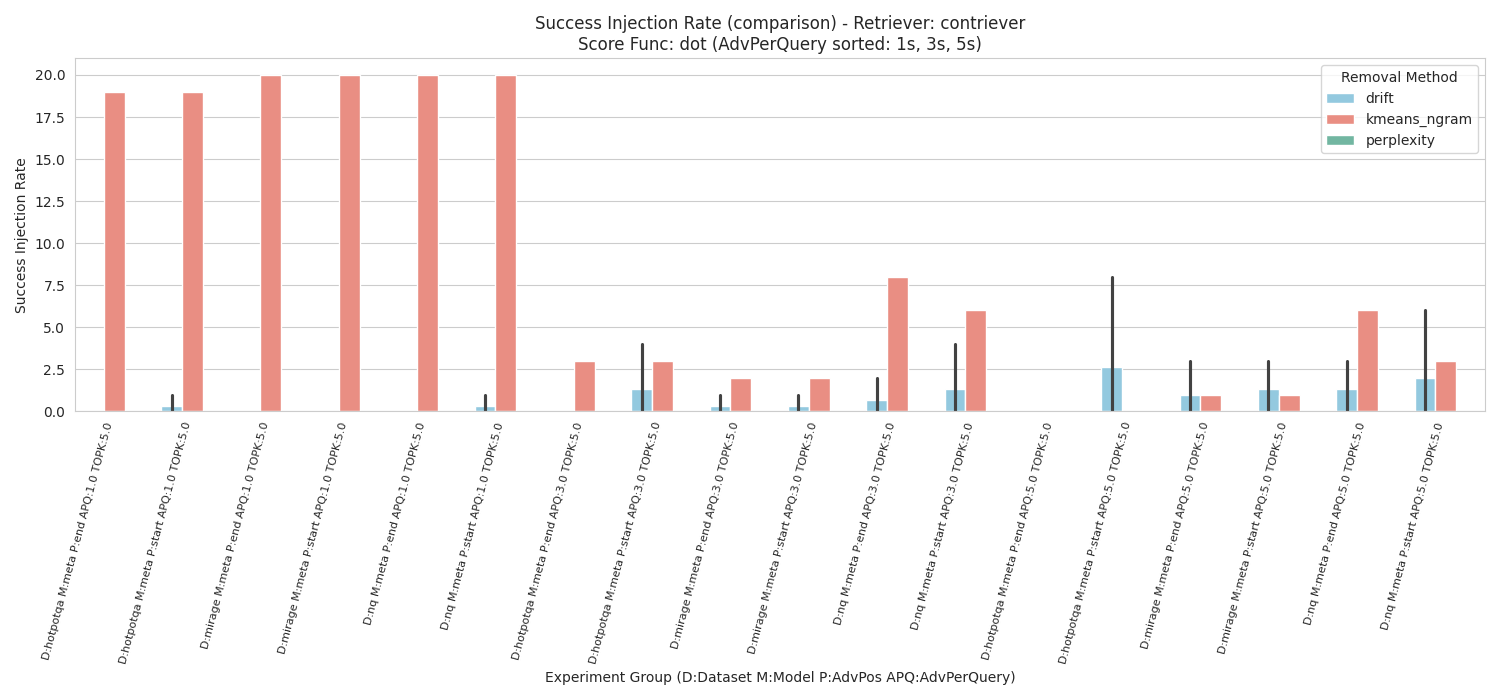 Success Injection Rate (comparison) - Retriever: contriever
Score Func: dot (AdvPerQuery sorted: 1s, 3s, 5s)
Removal Method
drift
kmeans_ngram
perplexity
Success Injection Rate
20.0
17.5
15.0
12.5
10.0
7.5
5.0
2.5
0.0
D:hotpotqa M:meta P:end APQ:1.0 TOPK:5.0
D:hotpotqa M:meta P:start APQ:1.0 TOPK:5.0
D:mirage M:meta P:end APQ:1.0 TOPK:5.0
D:mirage M:meta P:start APQ:1.0 TOPK:5.0
D:nq M:meta P:end APQ:1.0 TOPK:5.0
D:nq M:meta P:start APQ:1.0 TOPK:5.0
D:hotpotqa M:meta P:end APQ:3.0 TOPK:5.0
D:hotpotqa M:meta P:start APQ:3.0 TOPK:5.0
D:mirage M:meta P:end APQ:3.0 TOPK:5.0
D:mirage M:meta P:start APQ:3.0 TOPK:5.0
D:nq M:meta P:end APQ:3.0 TOPK:5.0
D:nq M:meta P:start APQ:3.0 TOPK:5.0
D:hotpotqa M:meta P:end APQ:5.0 TOPK:5.0
D:hotpotqa M:meta P:start APQ:5.0 TOPK:5.0
D:mirage M:meta P:end APQ:5.0 TOPK:5.0
D:mirage M:meta P:start APQ:5.0 TOPK:5.0
D:nq M:meta P:end APQ:5.0 TOPK:5.0
D:nq M:meta P:start APQ:5.0 TOPK:5.0
Experiment Group (D:Dataset M:Model P:AdvPos APQ:AdvPerQuery)